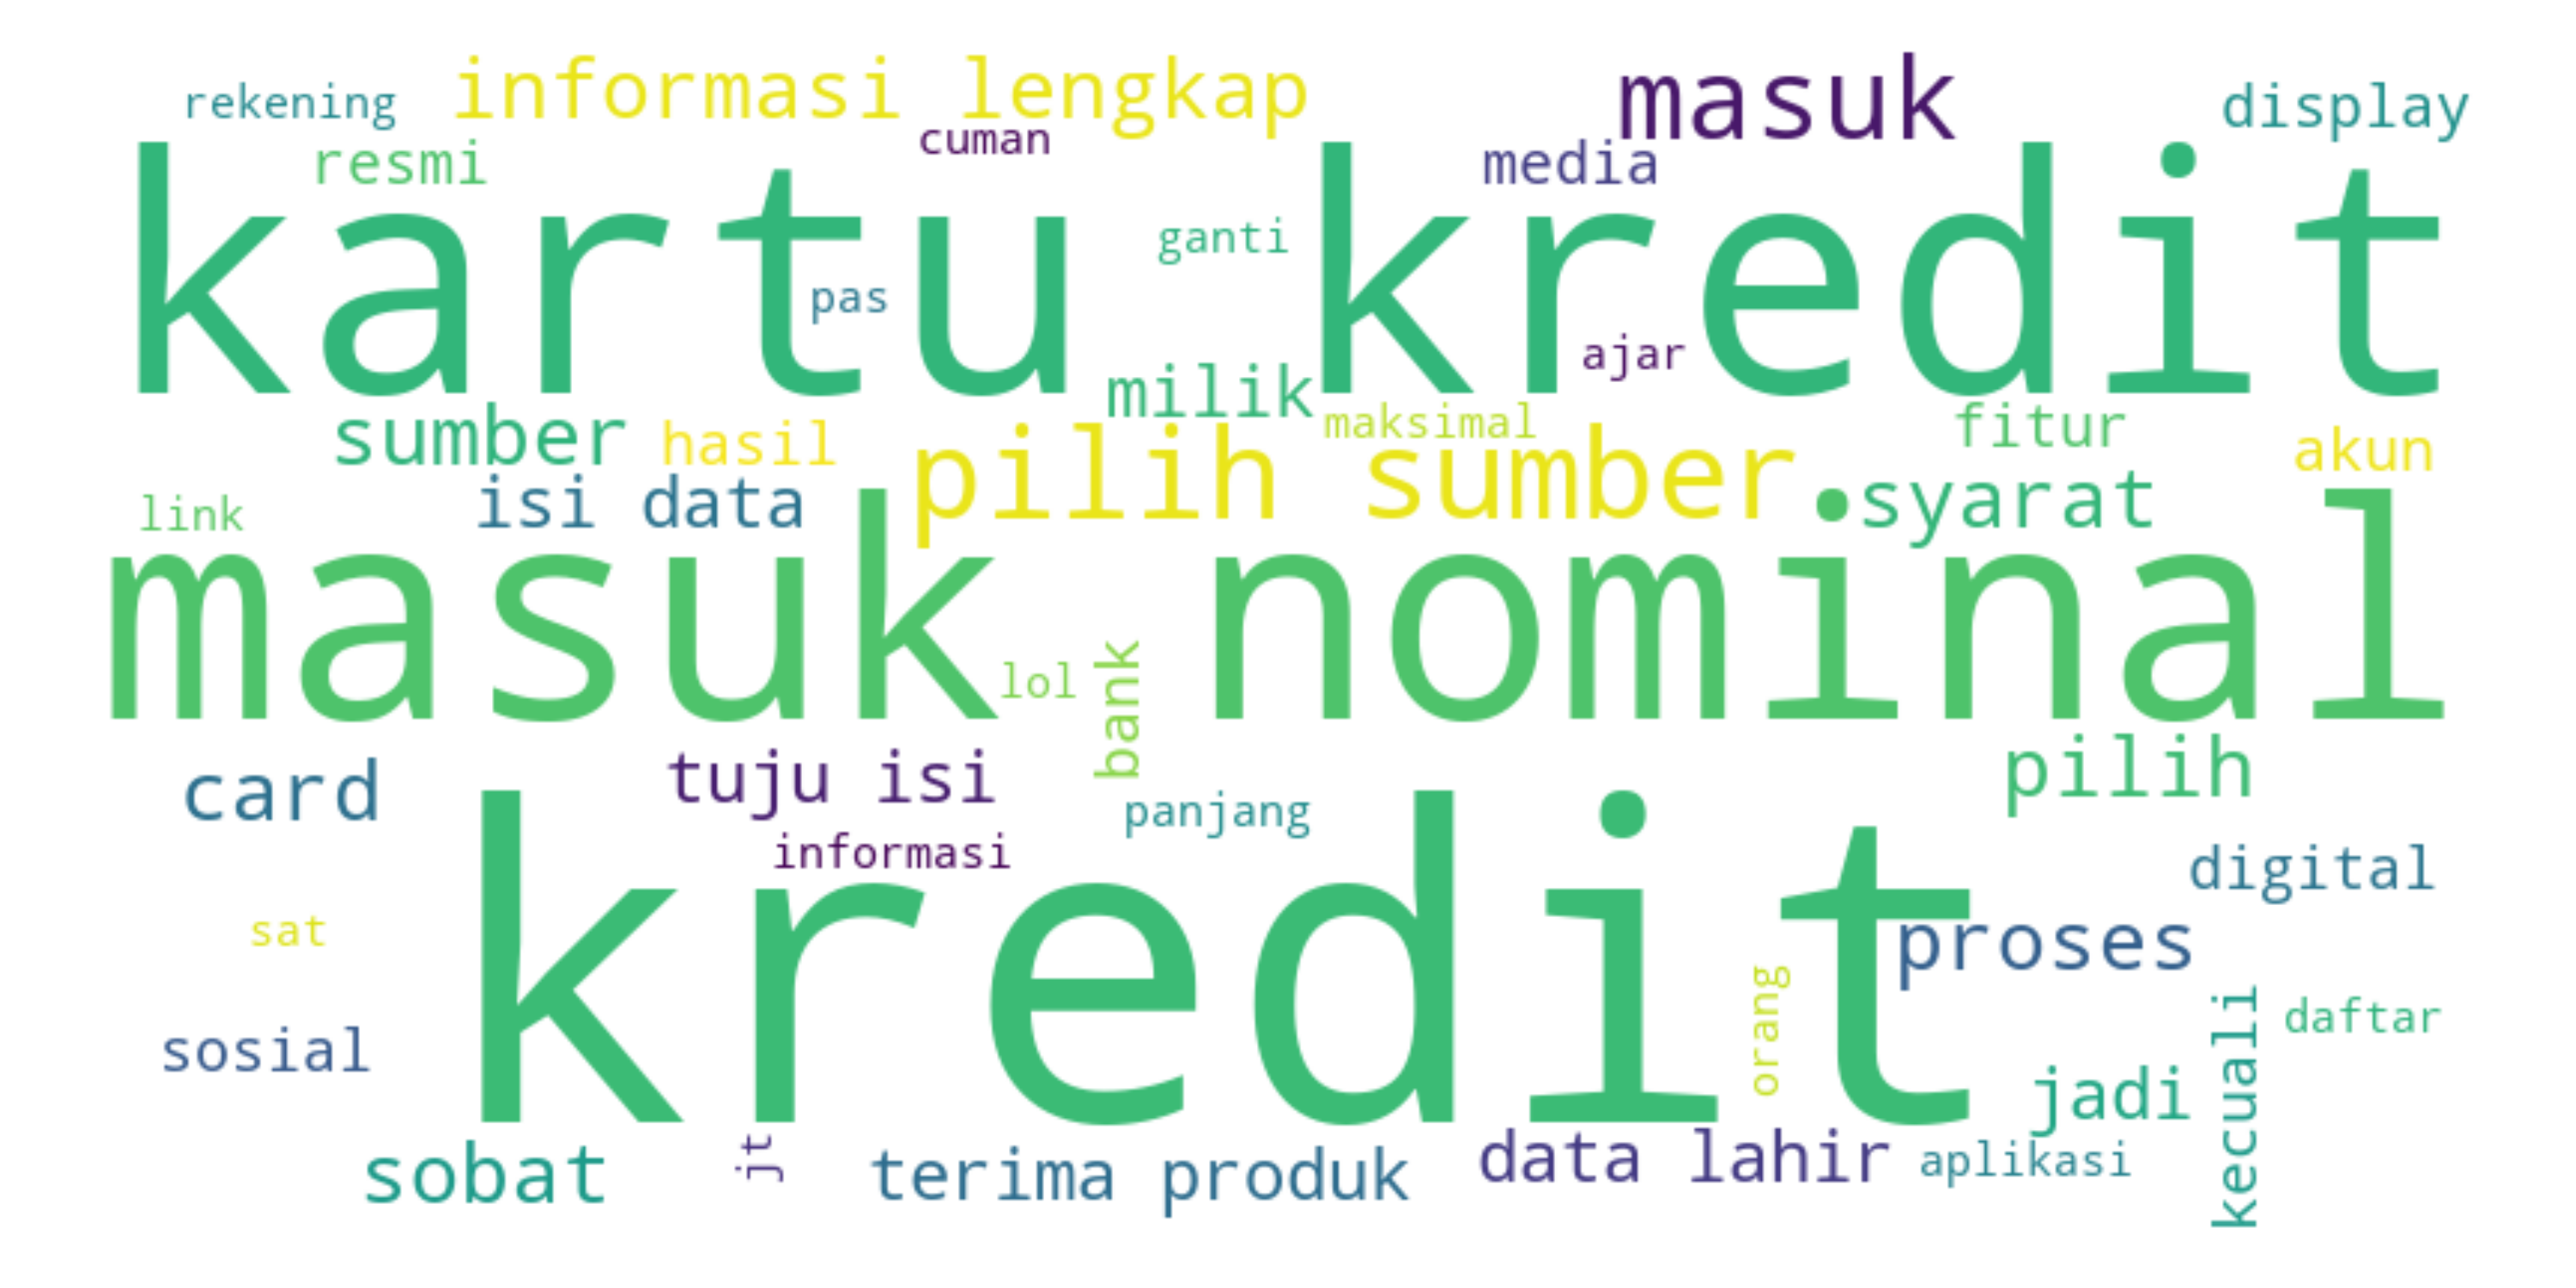 informasi lengkap
masuk
rekening
display
cuman
resmi
media
kartu kredit
ganti
pas
ajar
milik
sumber
hasil
maksimal
fitur
akun
pilih sumber
isi data
syarat
link
masuk nominal
lol
bank
card
tuju isi
pilih
panjang
informasi
digital
kredit
sat
proses
orang
sosial
daftar
kecuali
jadi
sobat
jt
terima produk
data lahir
aplikasi